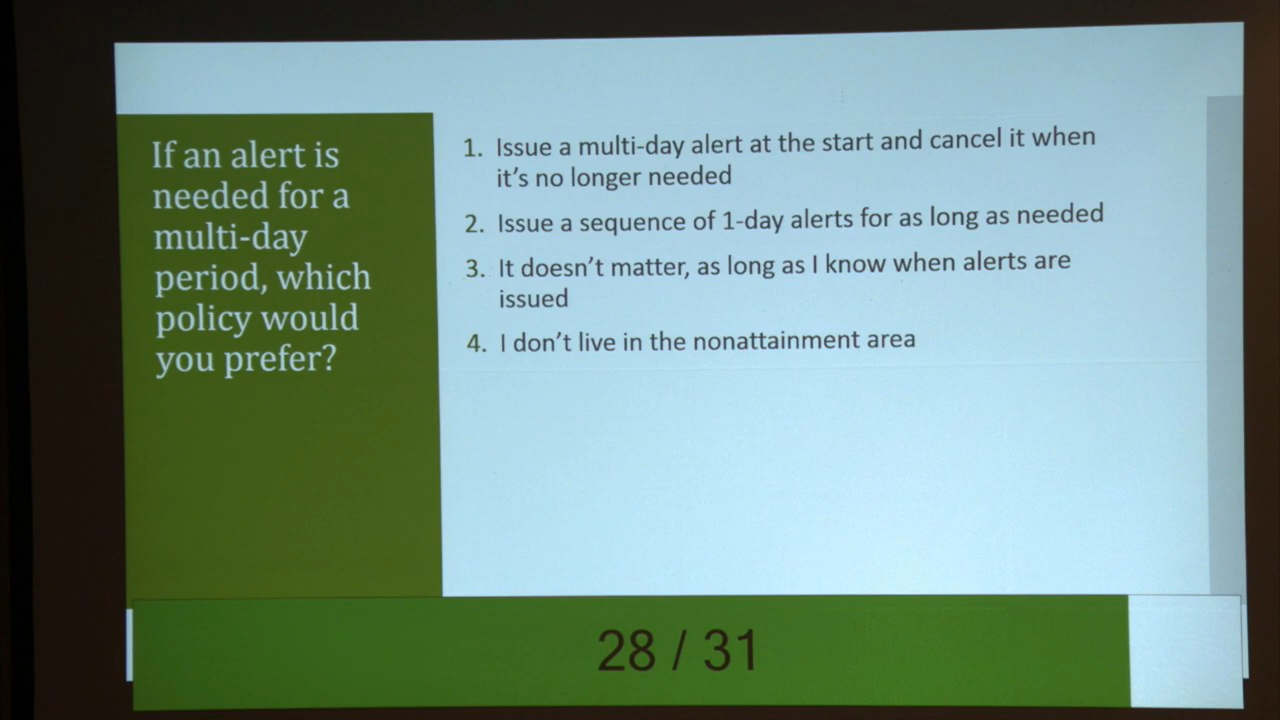 If an alert is
needed for a
multi-day
period, which
policy would
you prefer?
1. Issue a multi-day alert at the start and cancel it when
it's no longer needed
2. Issue a sequence of 1-day alerts for as long as needed
3. It doesn't matter, as long as I know when alerts are
issued
4. I don't live in the nonattainment area
28 / 31